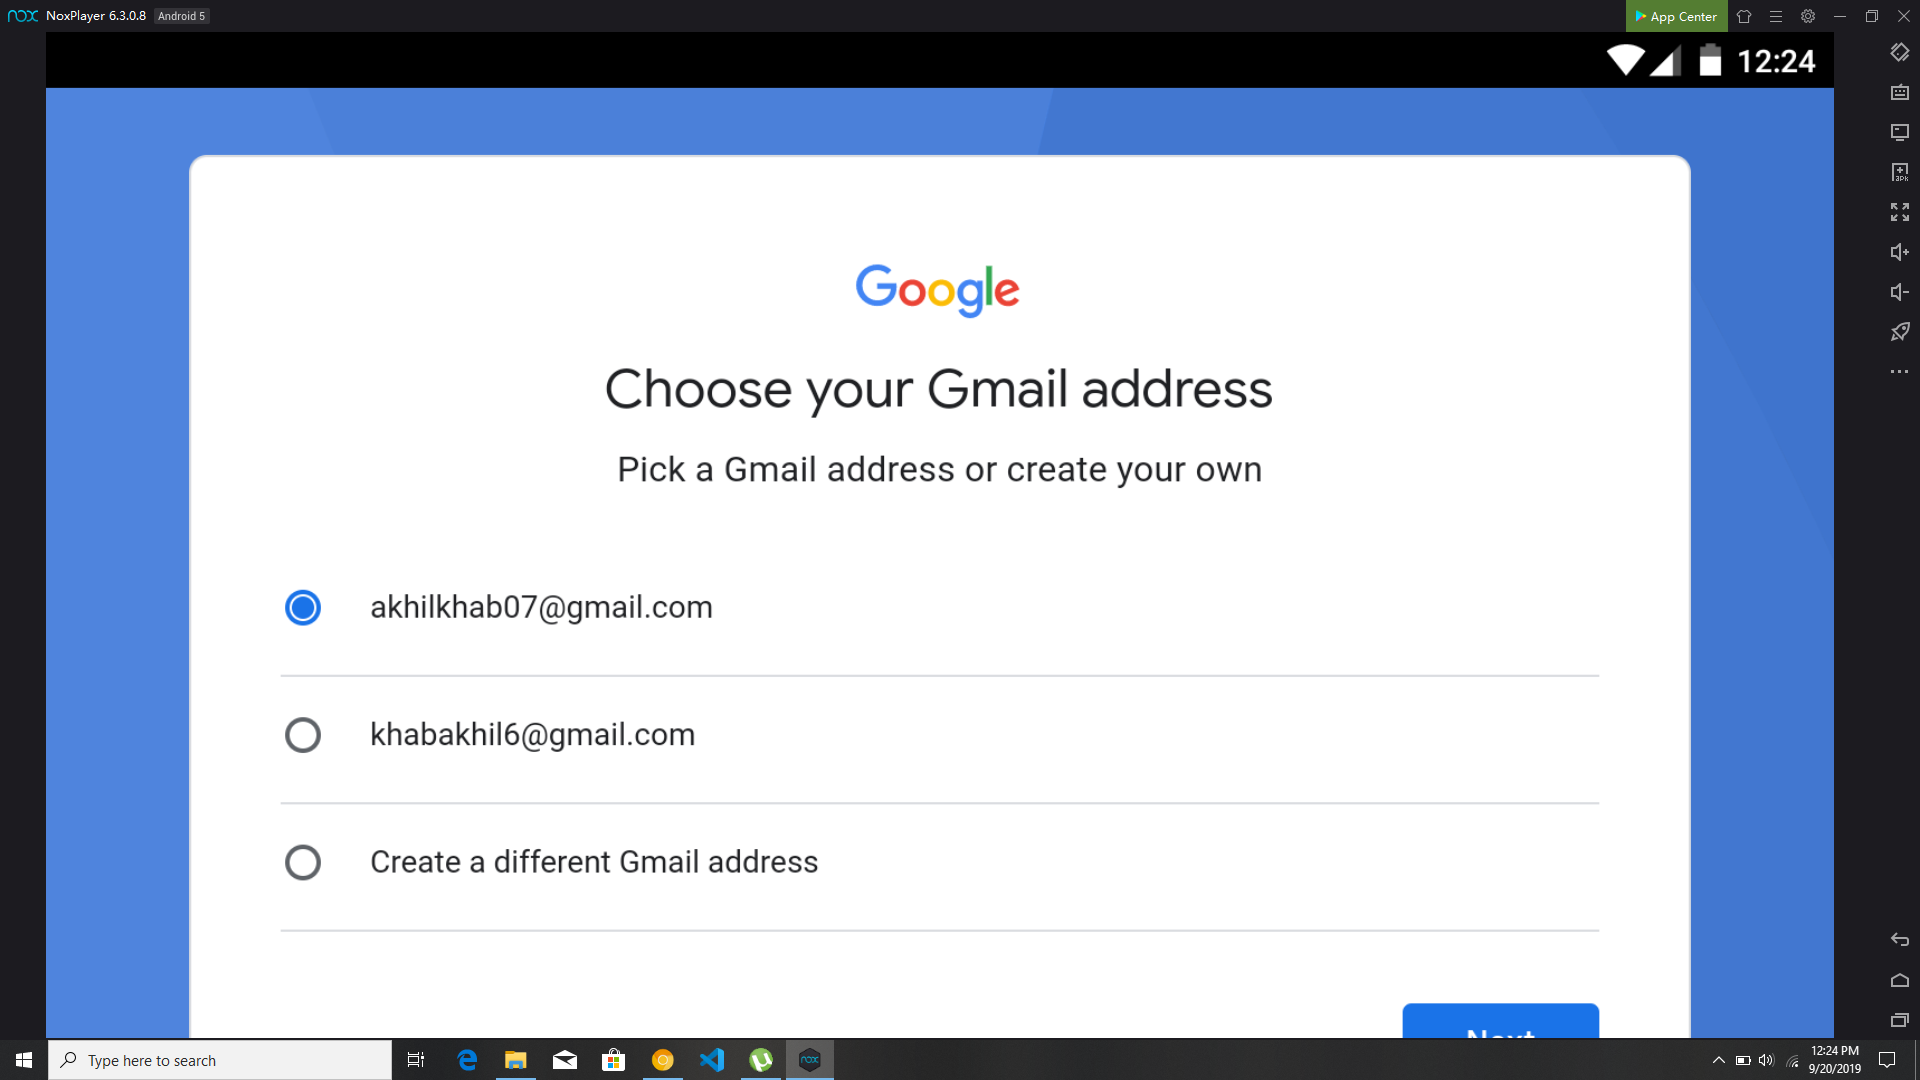 nox NoxPlayer 6.3.0.8 Android 5 App Center
12:24
Google
Choose your Gmail address
Pick a Gmail address or create your own
akhilkhab07@gmail.com
khabakhil6@gmail.com
Create a different Gmail address
Next
Type here to search
nox
12:24 PM
9/20/2019